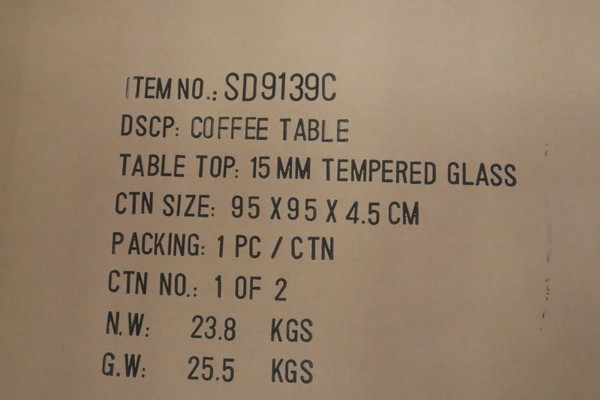 ITEM NO.: SD9139C
DSCP: COFFEE TABLE
TABLE TOP: 15 MM TEMPERED GLASS
CTN SIZE: 95 X 95 X 4.5 CM
PACKING: 1 PC / CTN
CTN NO.: 1 OF 2
N.W: 23.8 KGS
G.W: 25.5 KGS